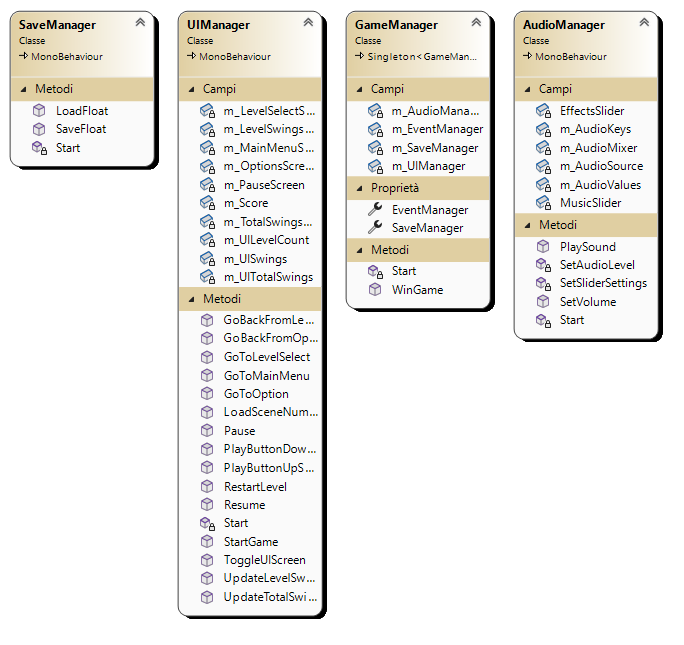 SaveManager
Classe
MonoBehaviour
Metodi
LoadFloat
SaveFloat
Start
UIManager
Classe
MonoBehaviour
Campi
m_LevelSelectS...
m_LevelSwings...
m_MainMenuS...
m_OptionsScre...
m_PauseScreen
m_Score
m_TotalSwings...
m_UILevelCount
m_UISwings
m_UITotalSwings
Metodi
GoBackFromLe...
GoBackFromOp...
GoToLevelSelect
GoToMainMenu
GoToOption
LoadSceneNum...
Pause
PlayButtonDow...
PlayButtonUpS...
RestartLevel
Resume
Start
StartGame
ToggleUIScreen
UpdateLevelSw...
UpdateTotalSwi...
GameManager
Classe
Singleton<GameMan...
Campi
m_AudioMana...
m_EventManager
m_SaveManager
m_UIManager
Proprietà
EventManager
SaveManager
Metodi
Start
WinGame
AudioManager
Classe
MonoBehaviour
Campi
EffectsSlider
m_AudioKeys
m_AudioMixer
m_AudioSource
m_AudioValues
MusicSlider
Metodi
PlaySound
SetAudioLevel
SetSliderSettings
SetVolume
Start